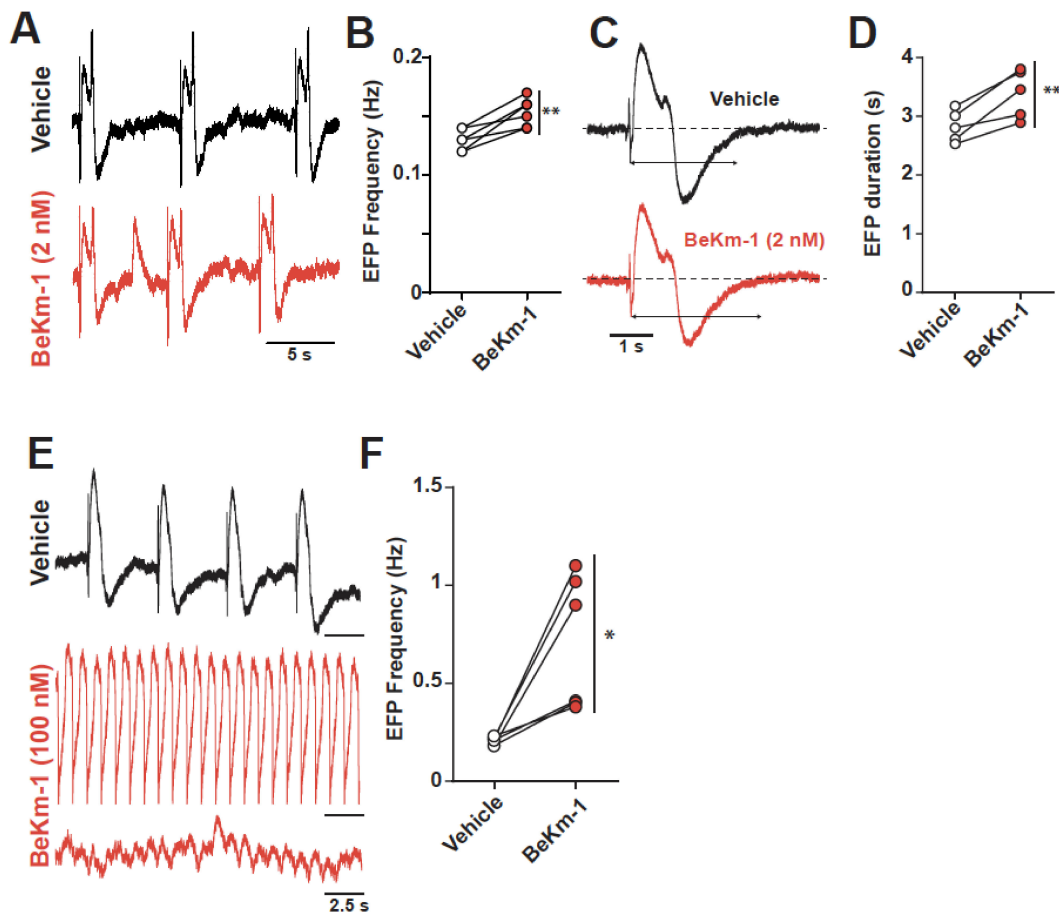 A
Vehicle
BeKm-1 (2 nM)
5 s
B
EFP Frequency (Hz)
0.2
0.1
0
**
Vehicle
BeKm-1
C
Vehicle
BeKm-1 (2 nM)
1 s
D
EFP duration (s)
4
3
2
1
0
**
Vehicle
BeKm-1
E
Vehicle
BeKm-1 (100 nM)
2.5 s
F
EFP Frequency (Hz)
1.5
1
0.5
0
*
Vehicle
BeKm-1